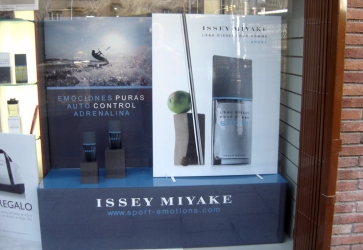 EMOCIONES PURAS
AUTO CONTROL
ADRENALINA
ISSEY MIYAKE
L'EAU D'ISSEY POUR HOMME
SPORT
ISSEY MIYAKE
www.sport-emotions.com
REGALO